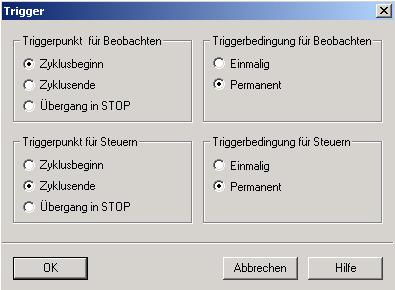 Trigger
Triggerpunkt für Beobachten
Zyklusbeginn
Zyklusende
Übergang in STOP
Triggerbedingung für Beobachten
Einmalig
Permanent
Triggerpunkt für Steuern
Zyklusbeginn
Zyklusende
Übergang in STOP
Triggerbedingung für Steuern
Einmalig
Permanent
OK
Abbrechen
Hilfe